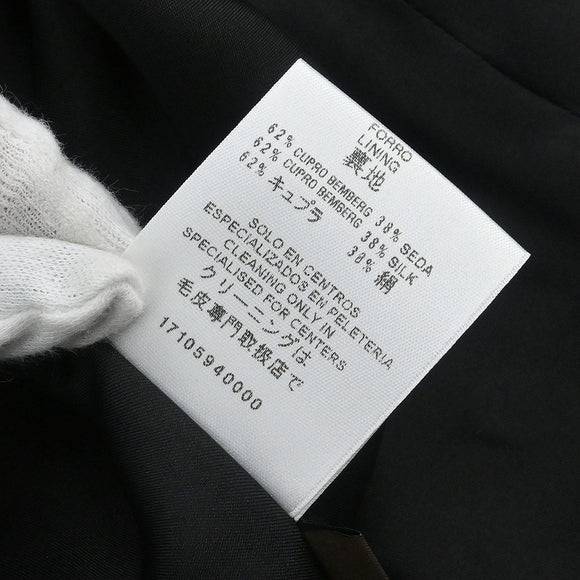 FORRO
LINING
裏地
62% CUPRO BEMBERG 38% SEDA
62% CUPRO BEMBERG 38% SILK
62% キュプラ 38% 絹
SOLO EN CENTROS
ESPECIALIZADOS EN PELETERIA
CLEANING ONLY IN
SPECIALISED FOR CENTERS
クリーニングは
毛皮専門取扱店で
17105940000